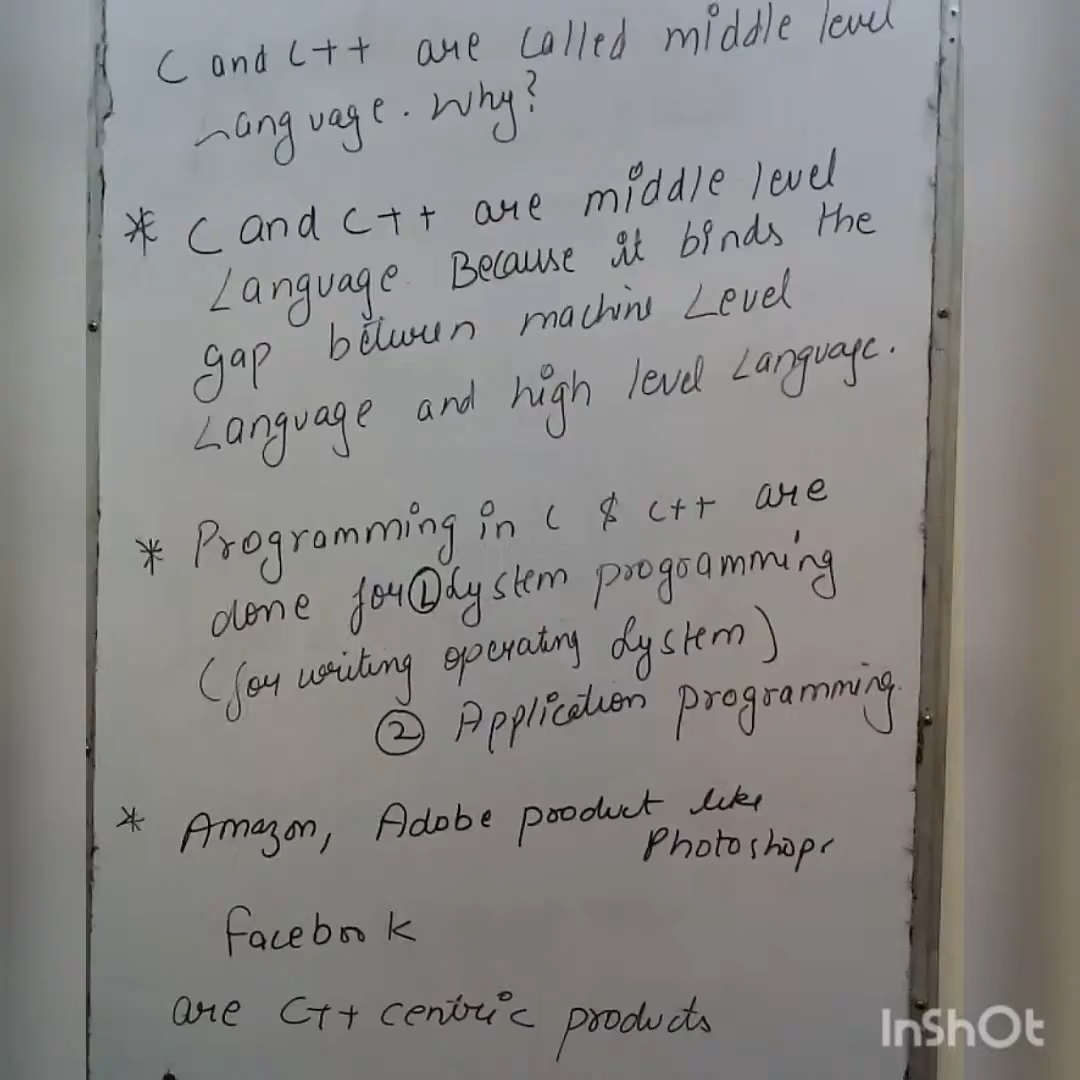 C and C++ are called middle level
Language. Why?
* C and C++ are middle level
Language. Because it binds the
gap between machine Level
Language and high level Language.
* Programming in C & C++ are
done for ① System programming
(for writing operating System)
② Application programming.
* Amazon, Adobe product like
Photoshop,
facebook
are C++ centric products
InShOt